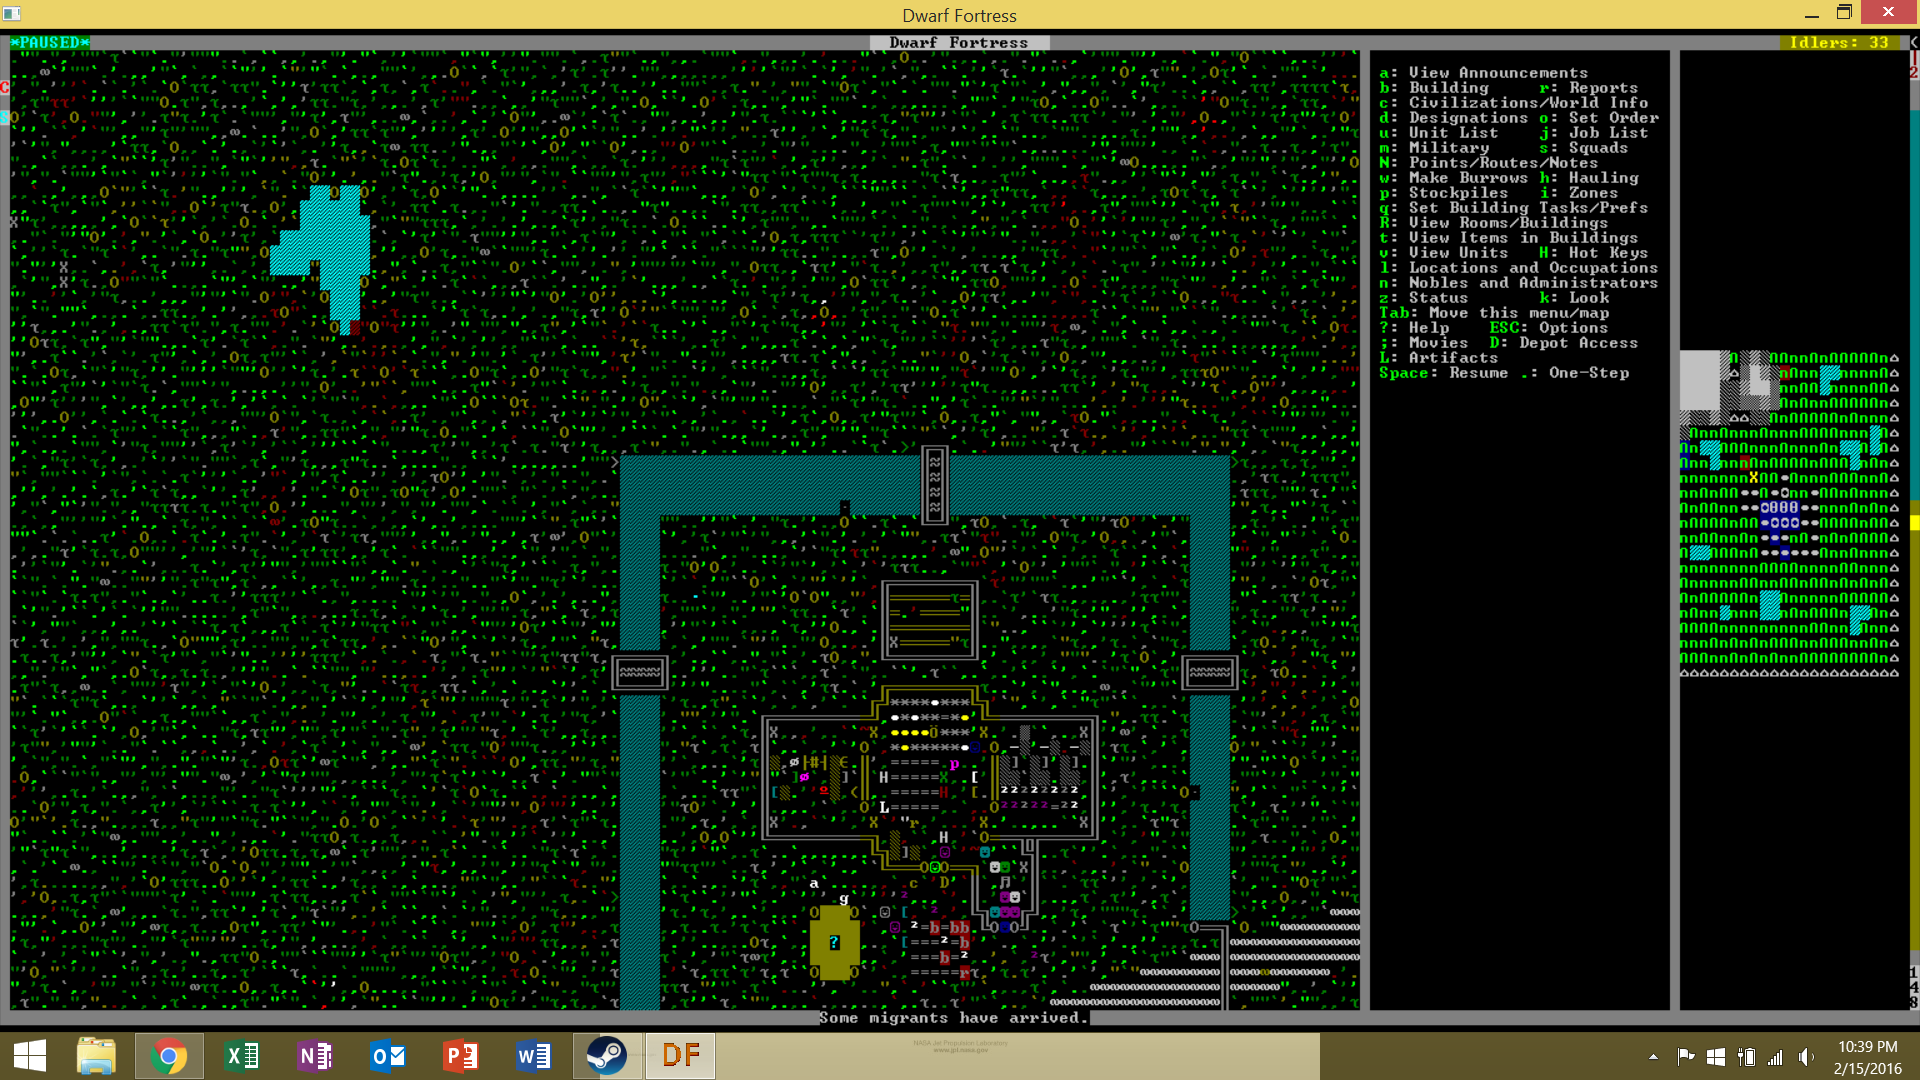 Dwarf Fortress
*PAUSED*
Dwarf Fortress
Idlers: 33
a: View Announcements
b: Building r: Reports
c: Civilizations/World Info
d: Designations o: Set Order
u: Unit List j: Job List
m: Military s: Squads
N: Points/Routes/Notes
w: Make Burrows h: Hauling
p: Stockpiles i: Zones
q: Set Building Tasks/Prefs
R: View Rooms/Buildings
t: View Items in Buildings
v: View Units H: Hot Keys
l: Locations and Occupations
n: Nobles and Administrators
z: Status k: Look
Tab: Move this menu/map
?: Help ESC: Options
;: Movies D: Depot Access
L: Artifacts
Space: Resume .: One-Step
Some migrants have arrived.
NASA Jet Propulsion Laboratory
www.jpl.nasa.gov
DF
10:39 PM
2/15/2016